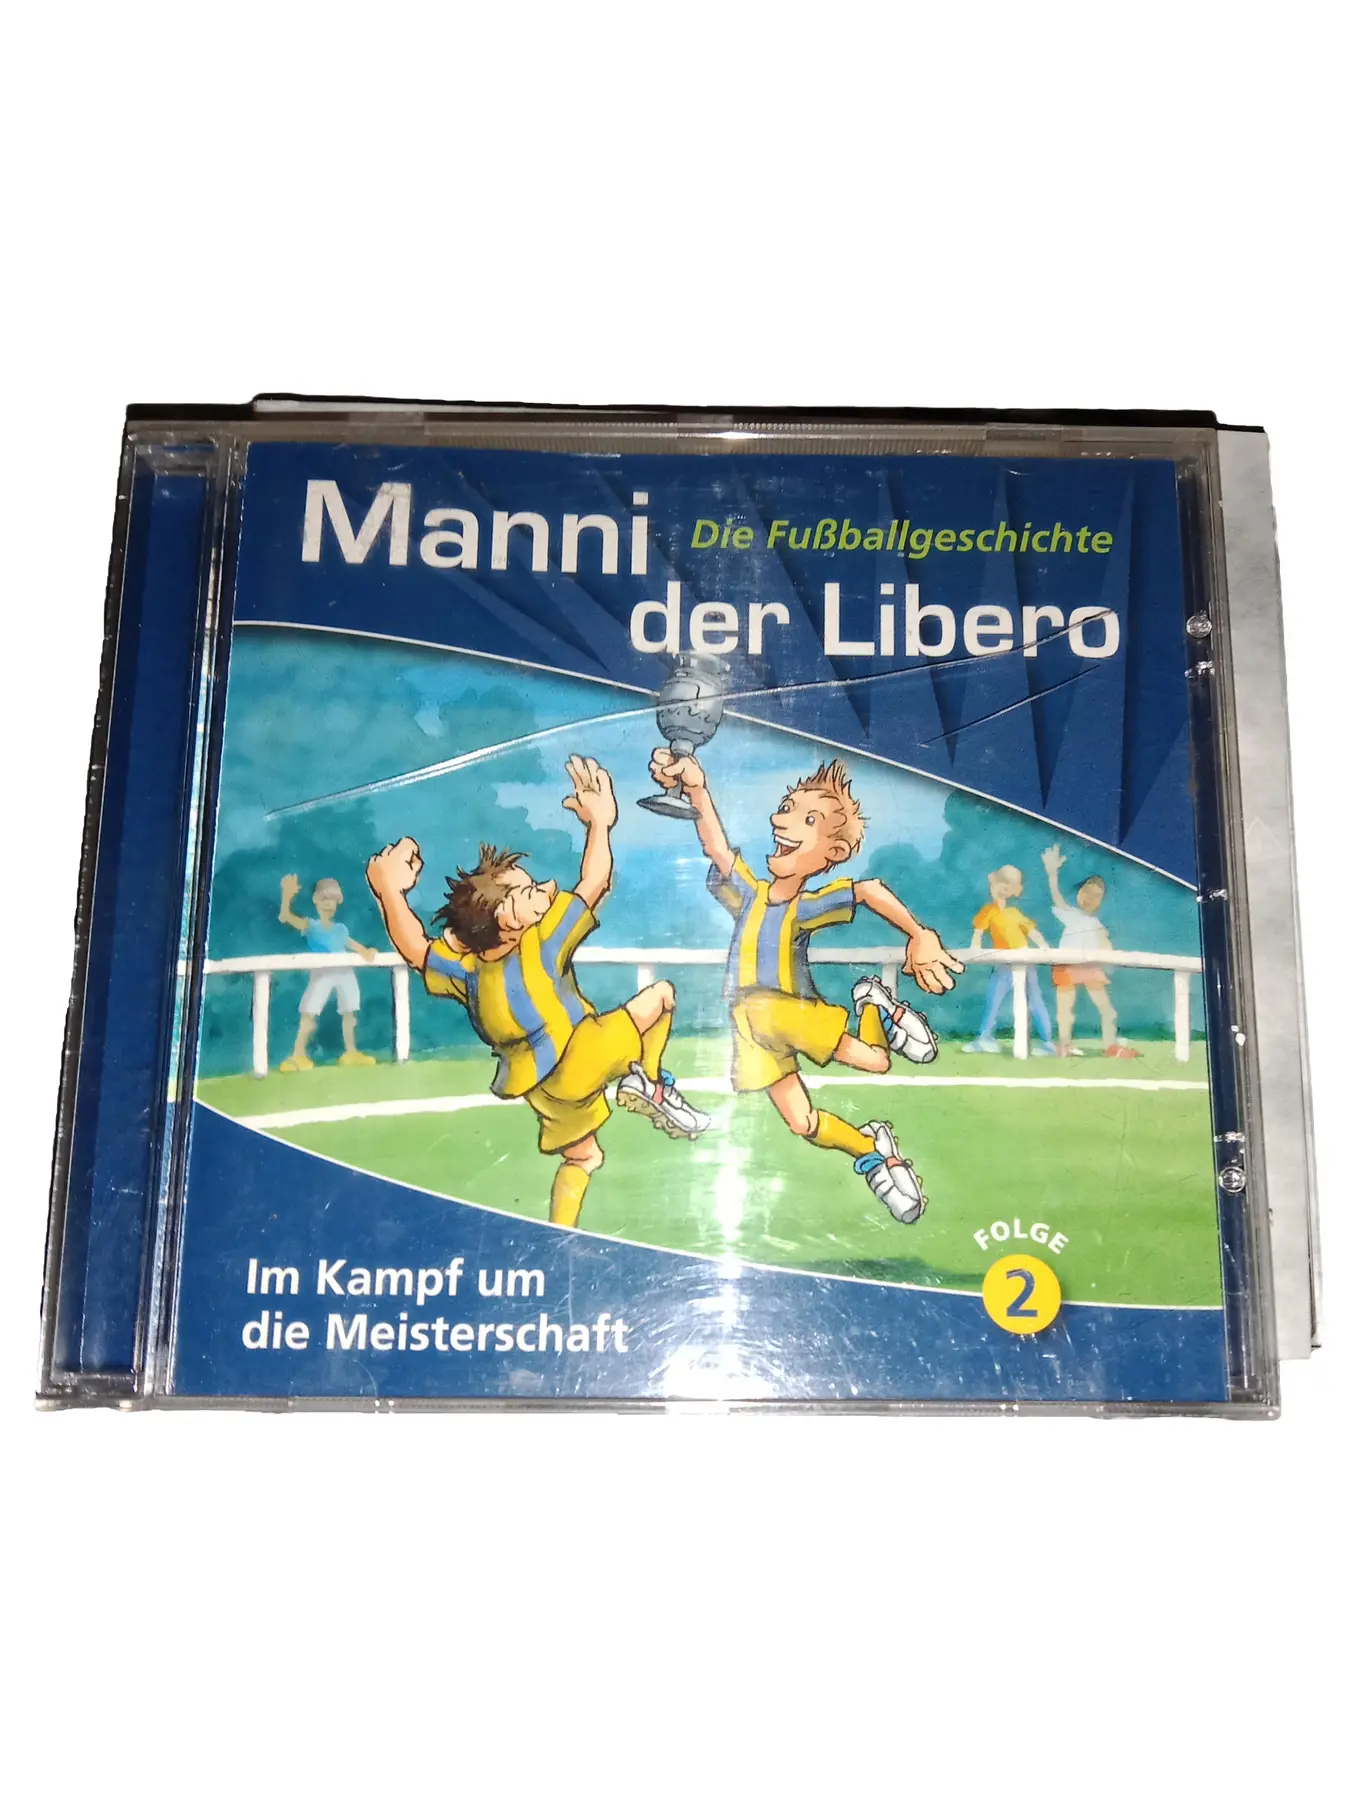 Manni
Die Fußballgeschichte
der Libero
Im Kampf um
die Meisterschaft
FOLGE
2